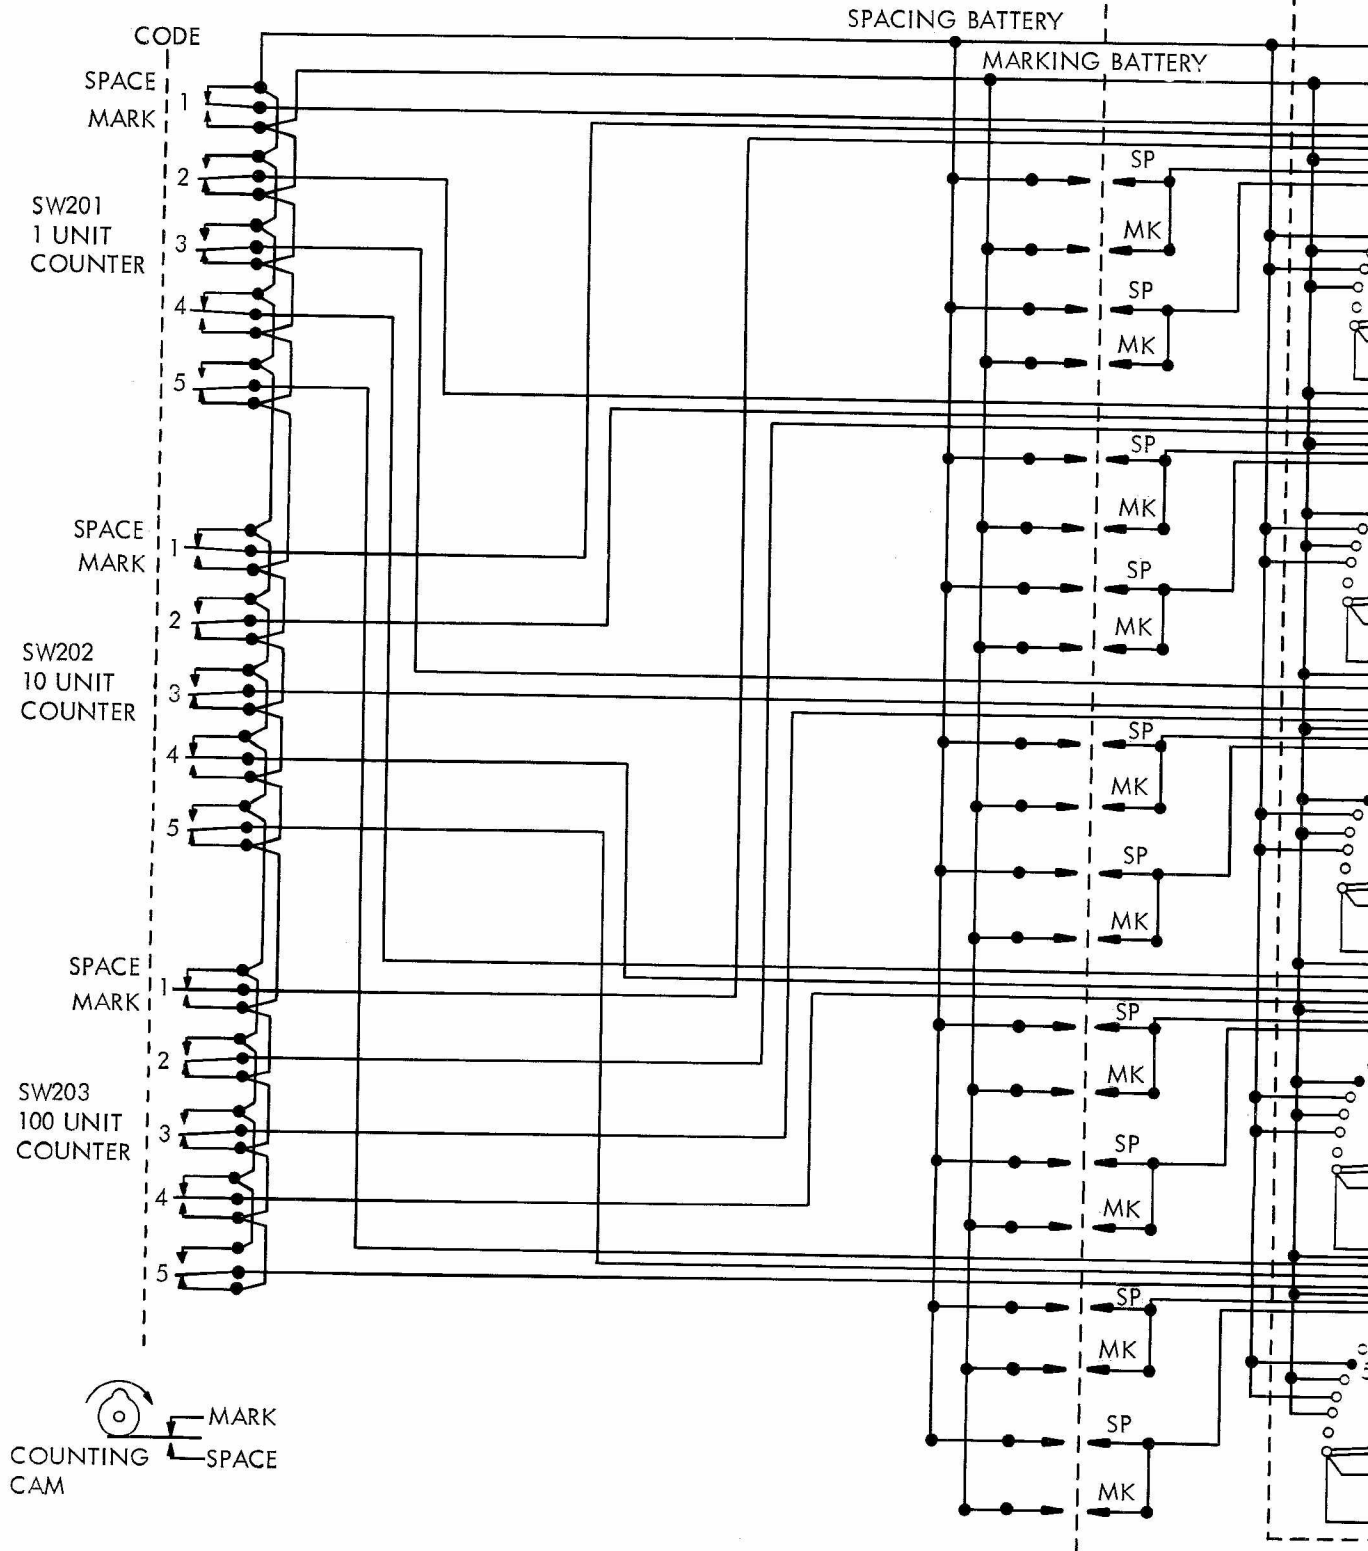 SPACING BATTERY
CODE
MARKING BATTERY
SPACE
1
MARK
2
SW201
1 UNIT
COUNTER
3
4
5
SPACE
1
MARK
2
SW202
10 UNIT
COUNTER
3
4
5
SPACE
1
MARK
2
SW203
100 UNIT
COUNTER
3
4
5
MARK
COUNTING
SPACE
CAM
SP
MK
SP
MK
SP
MK
SP
MK
SP
MK
SP
MK
SP
MK
SP
MK
SP
MK
SP
MK